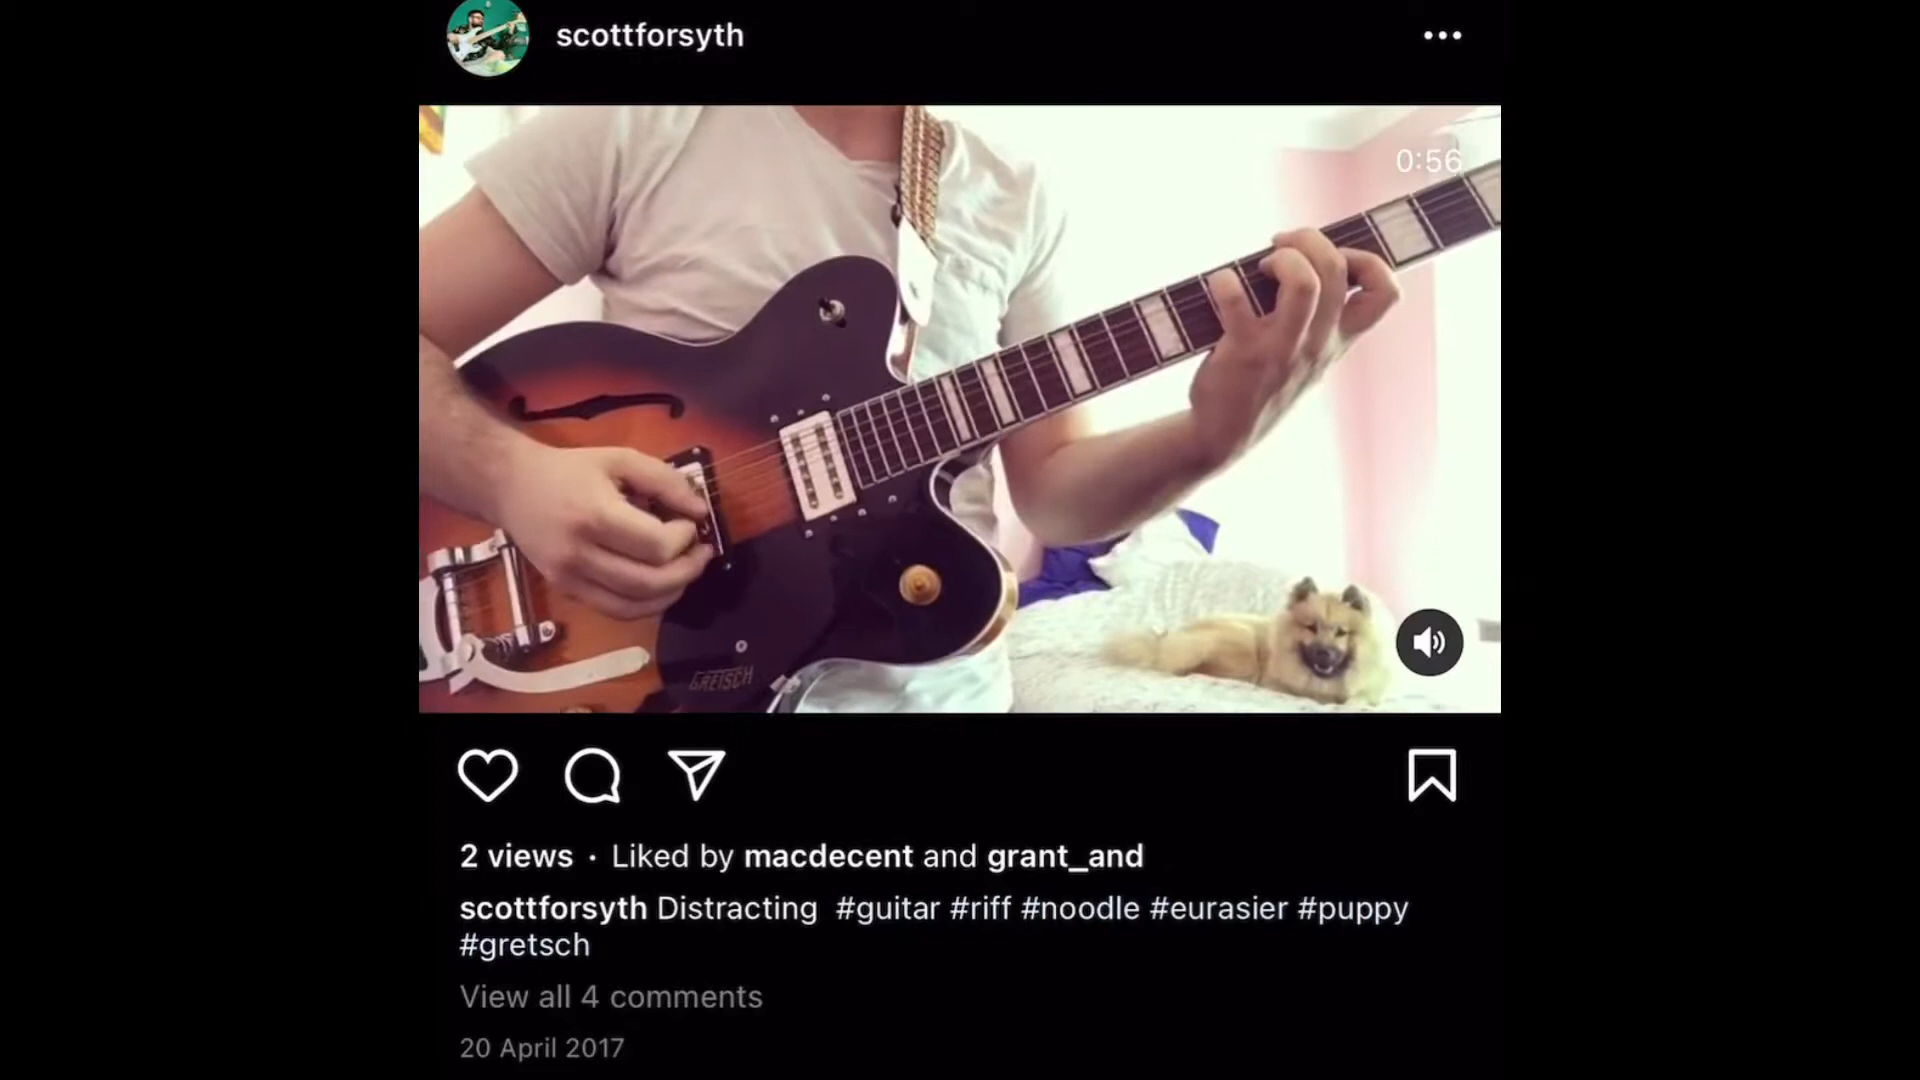 scottforsyth
0:56
GRETSCH
2 views · Liked by macdecent and grant_and
scottforsyth Distracting #guitar #riff #noodle #eurasier #puppy
#gretsch
View all 4 comments
20 April 2017